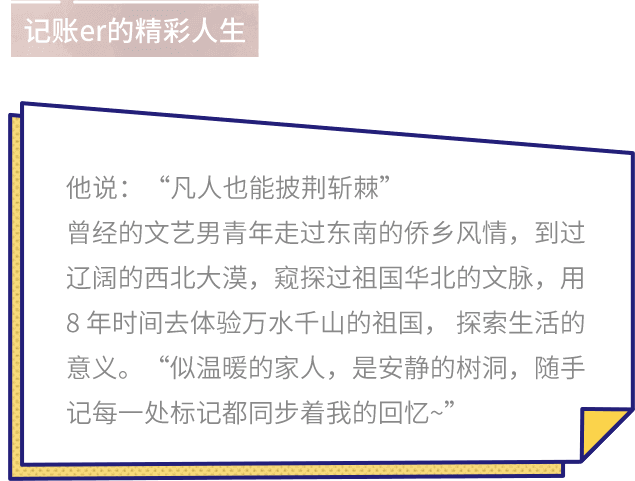 记账er的精彩人生
他说：“凡人也能披荆斩棘”
曾经的文艺男青年走过东南的侨乡风情，到过
辽阔的西北大漠，窥探过祖国华北的文脉，用
8 年时间去体验万水千山的祖国， 探索生活的
意义。“似温暖的家人，是安静的树洞，随手
记每一处标记都同步着我的回忆~”